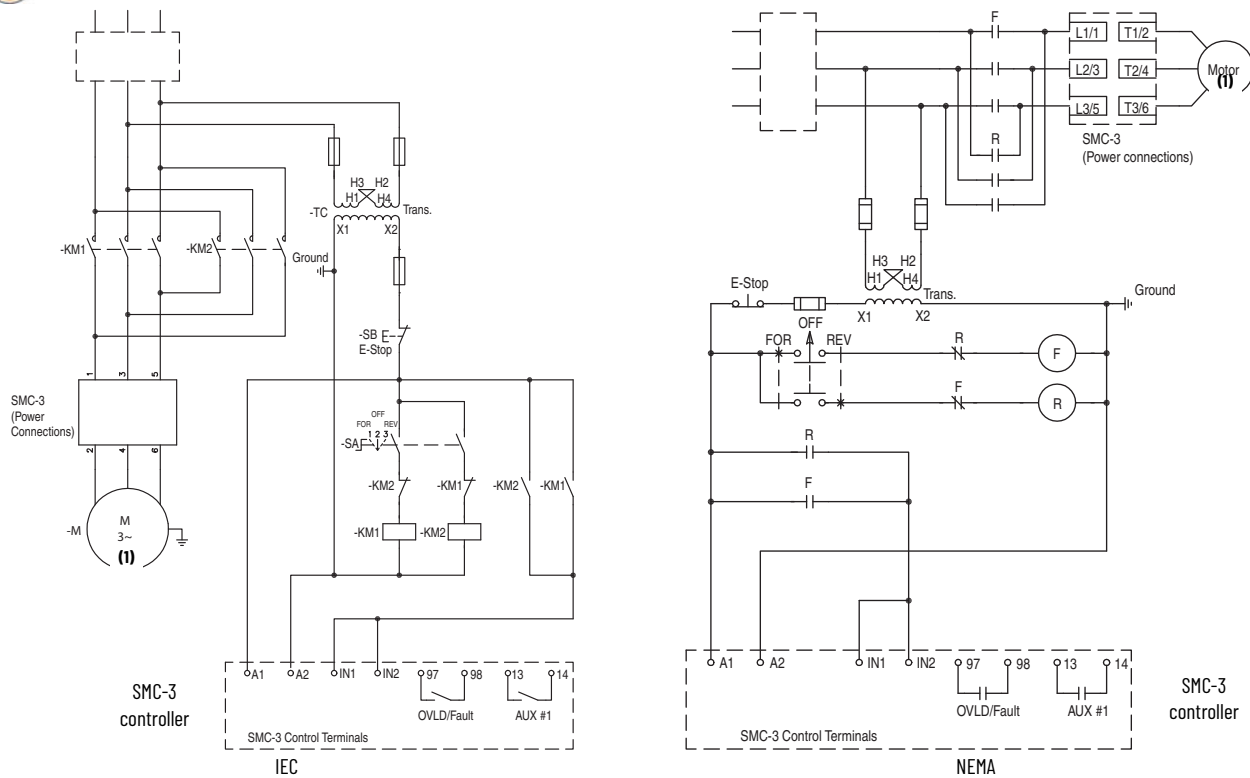 H3 H2
H1 H4
-TC
Trans.
X1 X2
-KM1
-KM2
Ground
-SB
E-Stop
1 3 5
SMC-3
(Power
Connections)
2 4 6
OFF
FOR REV
1 2 3
-SA
-KM2
-KM1
-KM2
-KM1
-KM1
-KM2
-M
M
3~
(1)
A1 A2 IN1 IN2 97 98 13 14
OVLD/Fault
AUX #1
SMC-3 Control Terminals
SMC-3
controller
IEC
F
L1/1 T1/2
L2/3 T2/4
L3/5 T3/6
Motor
(1)
R
SMC-3
(Power connections)
H3 H2
H1 H4
Trans.
X1 X2
E-Stop
Ground
OFF
FOR REV
R
F
F
R
R
F
A1 A2 IN1 IN2 97 98 13 14
OVLD/Fault
AUX #1
SMC-3 Control Terminals
SMC-3
controller
NEMA